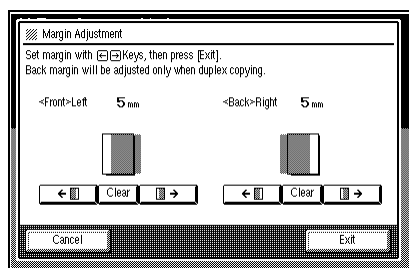 Margin Adjustment
Set margin with [←][→]Keys, then press [Exit].
Back margin will be adjusted only when duplex copying.
<Front>Left 5 mm <Back>Right 5 mm
← Clear → ← Clear →
Cancel Exit